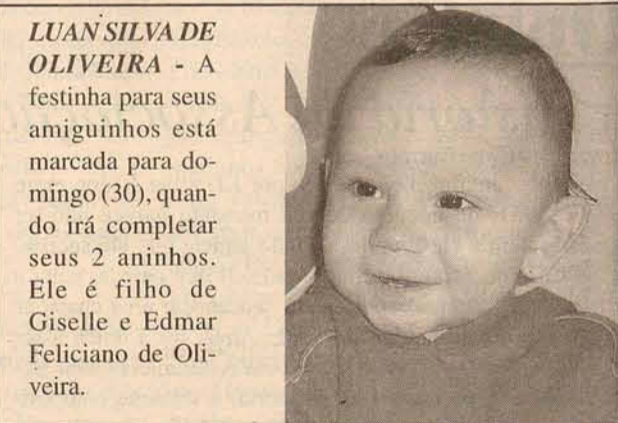 LUAN SILVA DE
OLIVEIRA - A
festinha para seus
amiguinhos está
marcada para do-
mingo (30), quan-
do irá completar
seus 2 aninhos.
Ele é filho de
Giselle e Edmar
Feliciano de Oli-
veira.